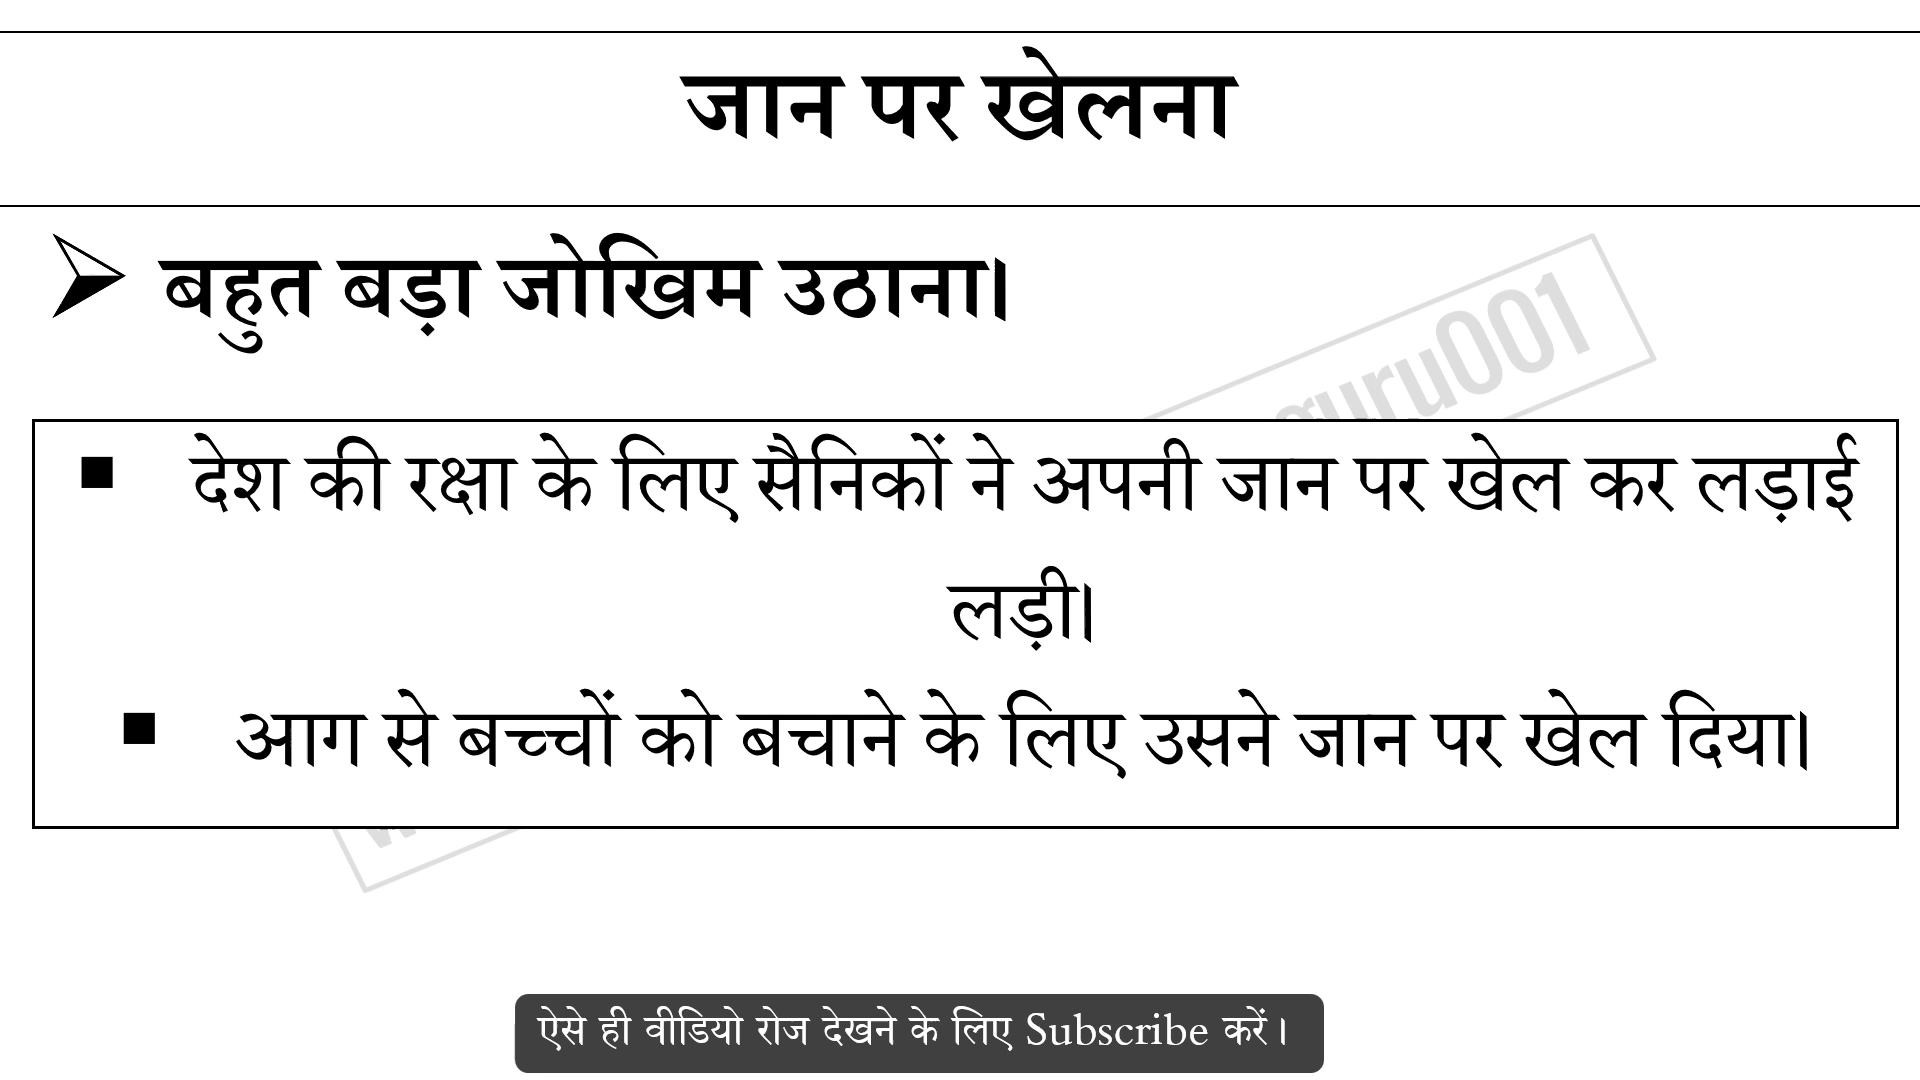 जान पर खेलना
बहुत बड़ा जोखिम उठाना।
guru001
देश की रक्षा के लिए सैनिकों ने अपनी जान पर खेल कर लड़ाई
लड़ी।
आग से बच्चों को बचाने के लिए उसने जान पर खेल दिया।
ऐसे ही वीडियो रोज देखने के लिए Subscribe करें।